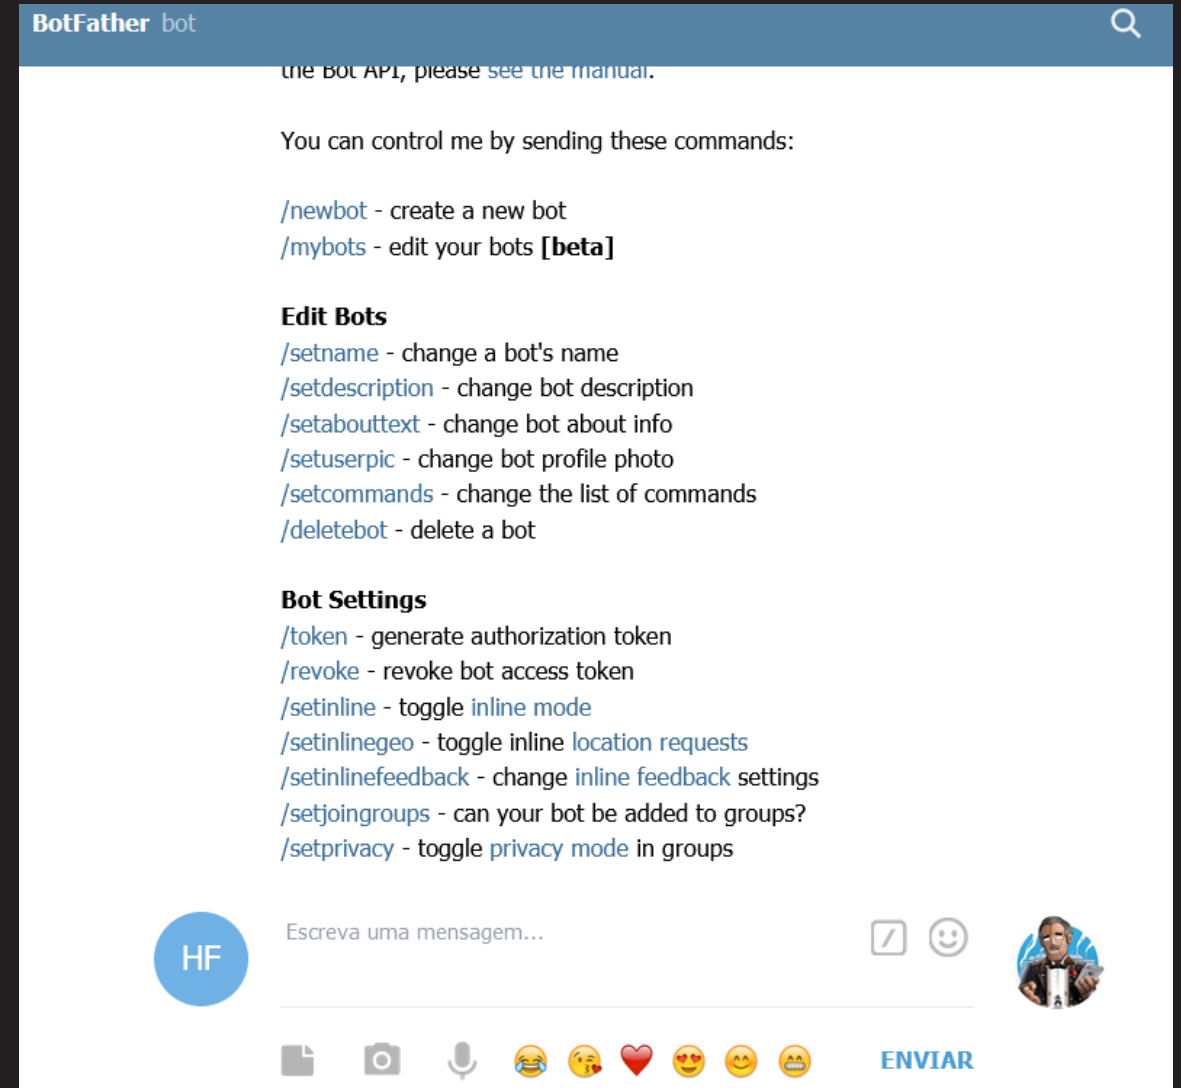 BotFather bot
the Bot API, please see the manual.
You can control me by sending these commands:
/newbot - create a new bot
/mybots - edit your bots [beta]
Edit Bots
/setname - change a bot's name
/setdescription - change bot description
/setabouttext - change bot about info
/setuserpic - change bot profile photo
/setcommands - change the list of commands
/deletebot - delete a bot
Bot Settings
/token - generate authorization token
/revoke - revoke bot access token
/setinline - toggle inline mode
/setinlinegeo - toggle inline location requests
/setinlinefeedback - change inline feedback settings
/setjoingroups - can your bot be added to groups?
/setprivacy - toggle privacy mode in groups
HF
Escreva uma mensagem...
ENVIAR